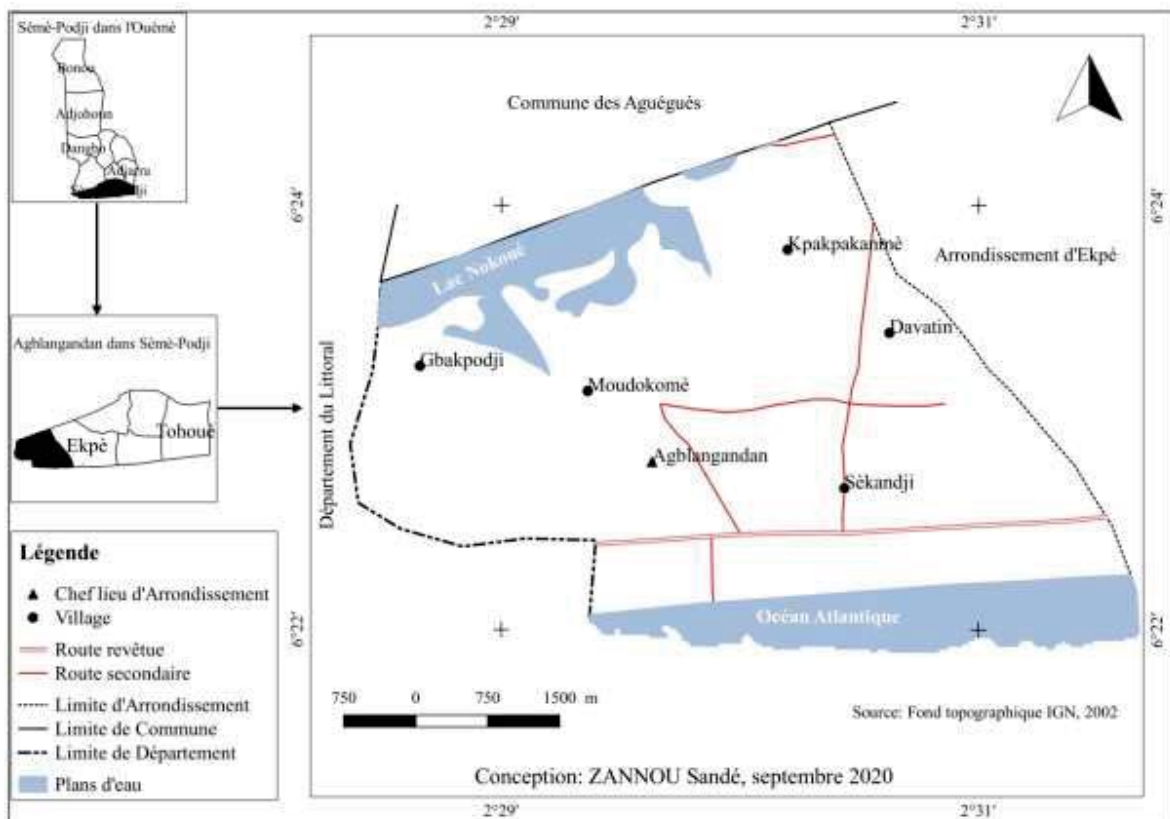 Sèmè-Podji dans l'Ouémé
Bonou
Adjohoun
Dangbo
Adjarra
Agblangandan dans Sèmè-Podji
Ekpè
Tohouè
Légende
Chef lieu d'Arrondissement
Village
Route revêtue
Route secondaire
Limite d'Arrondissement
Limite de Commune
Limite de Département
Plans d'eau
2°29'
2°31'
6°24'
6°24'
6°22'
6°22'
2°29'
2°31'
Commune des Aguégués
Lac Nokoué
Kpakpakanmè
Arrondissement d'Ekpè
Davatin
Gbakpodji
Moudokomè
Département du Littoral
Agblangandan
Sèkandji
Océan Atlantique
750 0 750 1500 m
Source: Fond topographique IGN, 2002
Conception: ZANNOU Sandé, septembre 2020